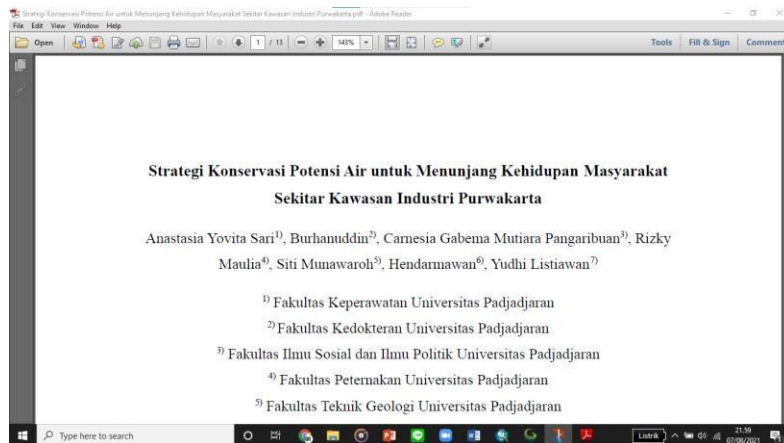 Strategi Konservasi Potensi Air untuk Menunjang Kehidupan Masyarakat Sekitar Kawasan Industri Purwakarta.pdf - Adobe Reader
File Edit View Window Help
Open 1 / 13 143% Tools Fill & Sign Comment
Strategi Konservasi Potensi Air untuk Menunjang Kehidupan Masyarakat
Sekitar Kawasan Industri Purwakarta
Anastasia Yovita Sari1), Burhanuddin2), Carnesia Gabema Mutiara Pangaribuan3), Rizky
Maulia4), Siti Munawaroh5), Hendarmawan6), Yudhi Listiawan7)
1) Fakultas Keperawatan Universitas Padjadjaran
2) Fakultas Kedokteran Universitas Padjadjaran
3) Fakultas Ilmu Sosial dan Ilmu Politik Universitas Padjadjaran
4) Fakultas Peternakan Universitas Padjadjaran
5) Fakultas Teknik Geologi Universitas Padjadjaran
Type here to search Listrik 21.59
07/08/2021